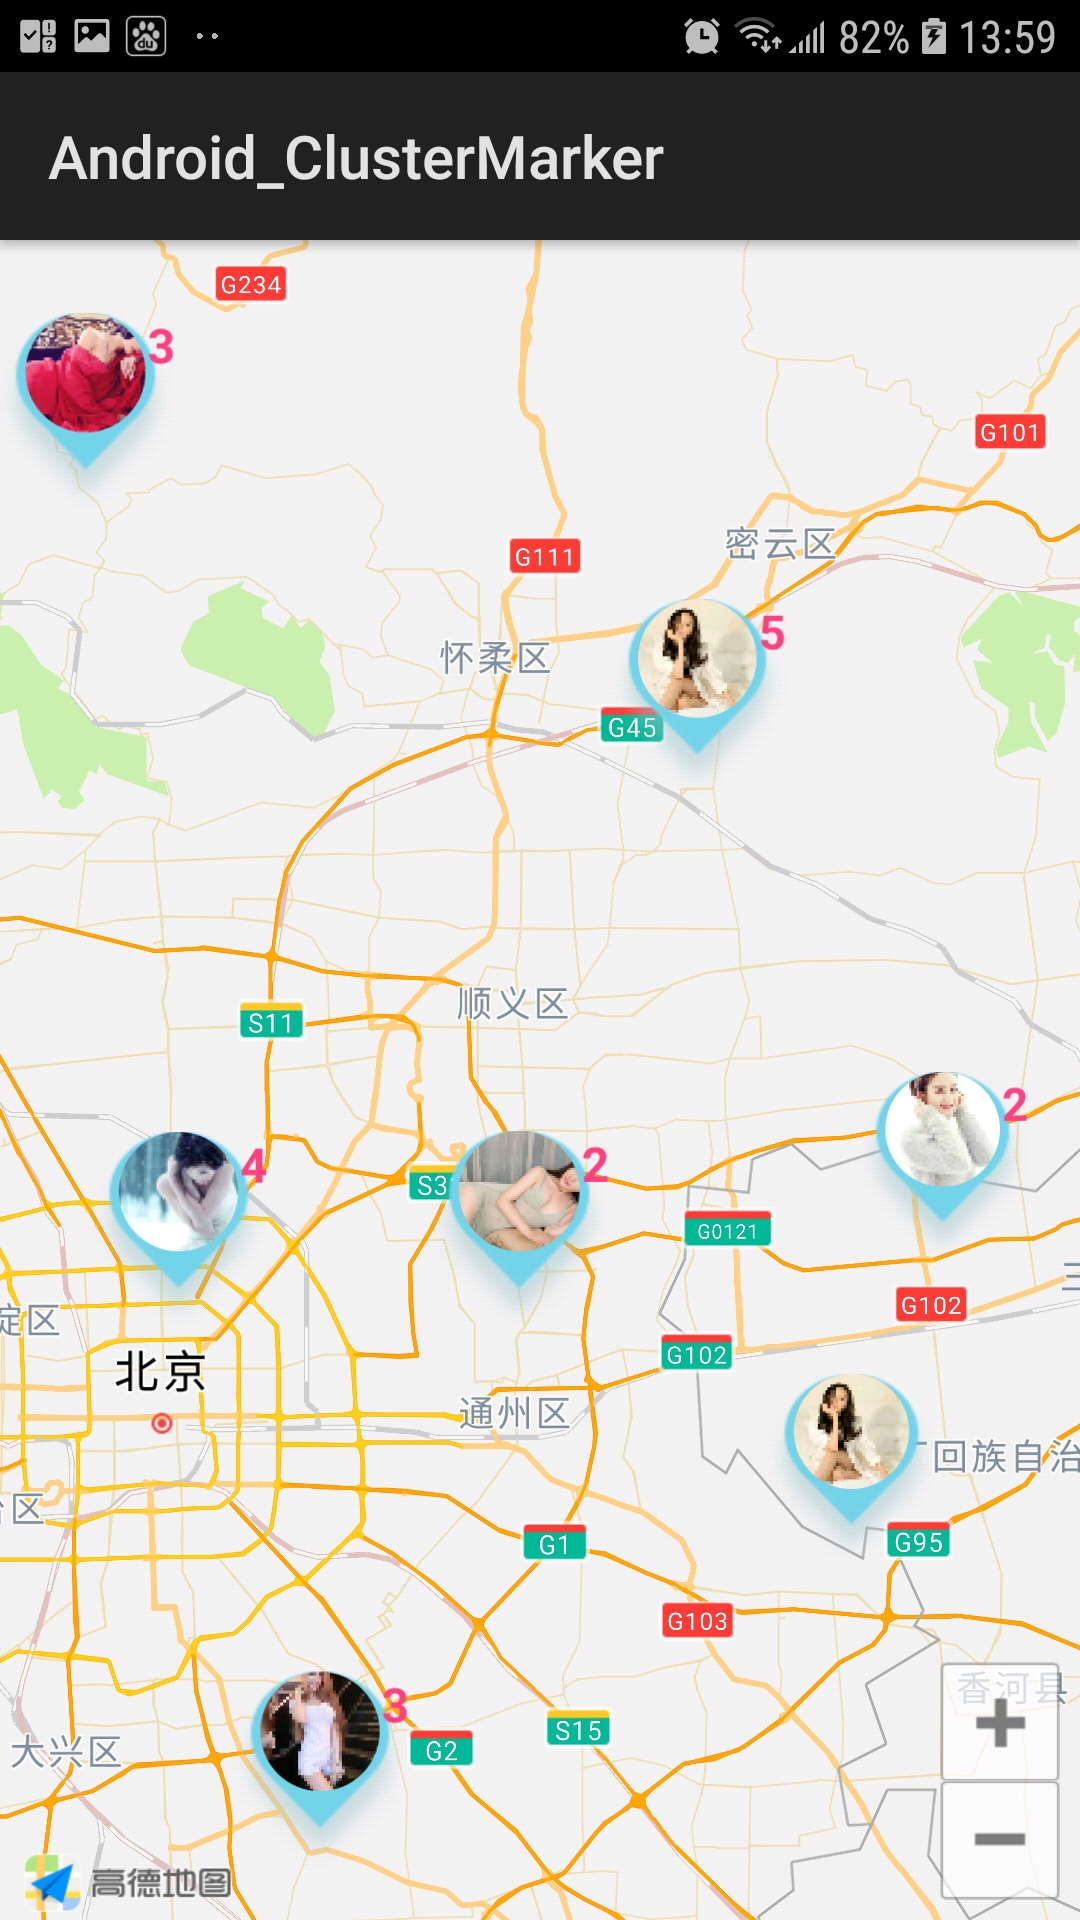 82% 13:59
Android_ClusterMarker
G234
3
G101
密云区
G111
5
怀柔区
G45
顺义区
S11
2
4
2
S3
G0121
三
G102
淀区
G102
北京
通州区
回族自治
区
G95
G1
G103
香河县
3
S15
大兴区
G2
高德地图